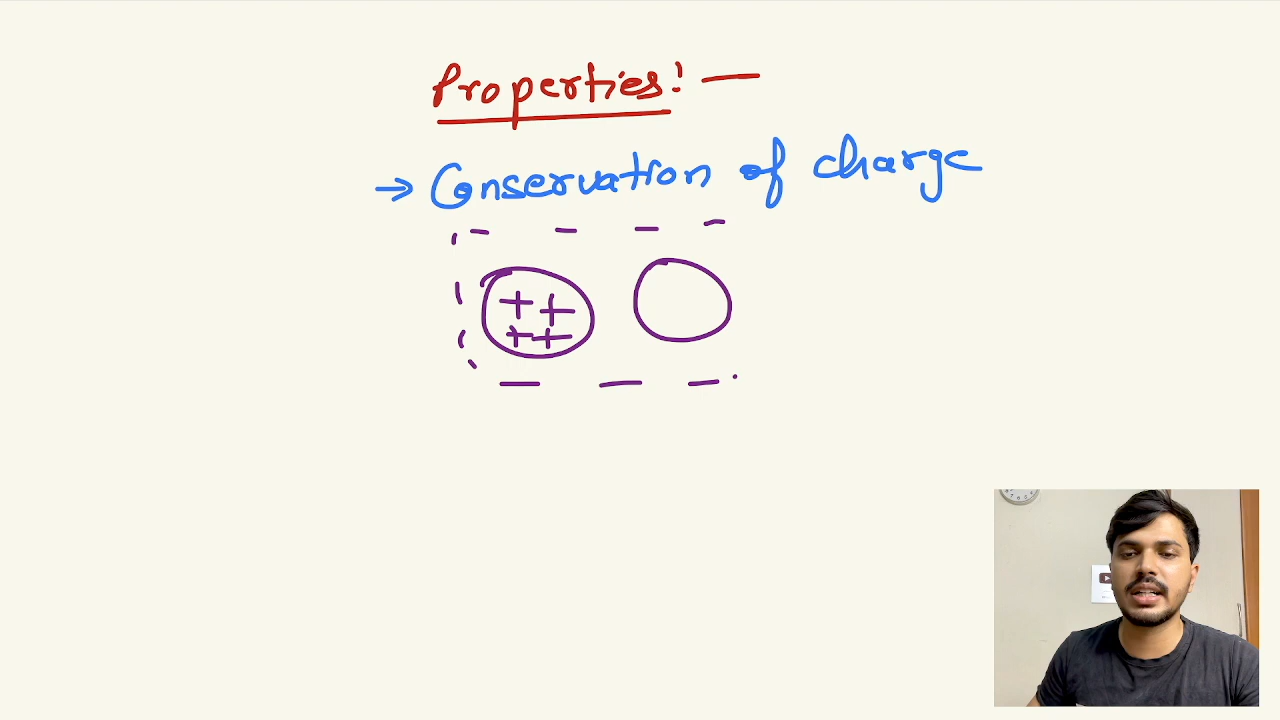 Properties: —
→ Conservation of charge
+ +
+ +